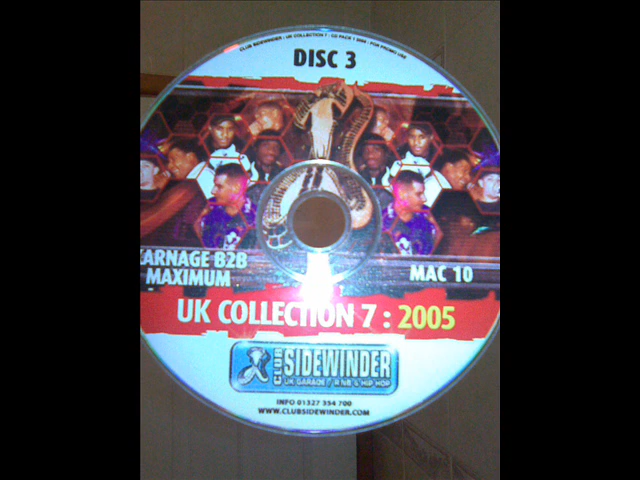 CLUB SIDEWINDER : UK COLLECTION 7 : CD PACK 1 2005 : FOR PROMO USE
DISC 3
CARNAGE B2B
MAXIMUM
MAC 10
UK COLLECTION 7 : 2005
CLUB SIDEWINDER
UK GARAGE / R'N'B & HIP HOP
INFO 01327 354 700
WWW.CLUBSIDEWINDER.COM